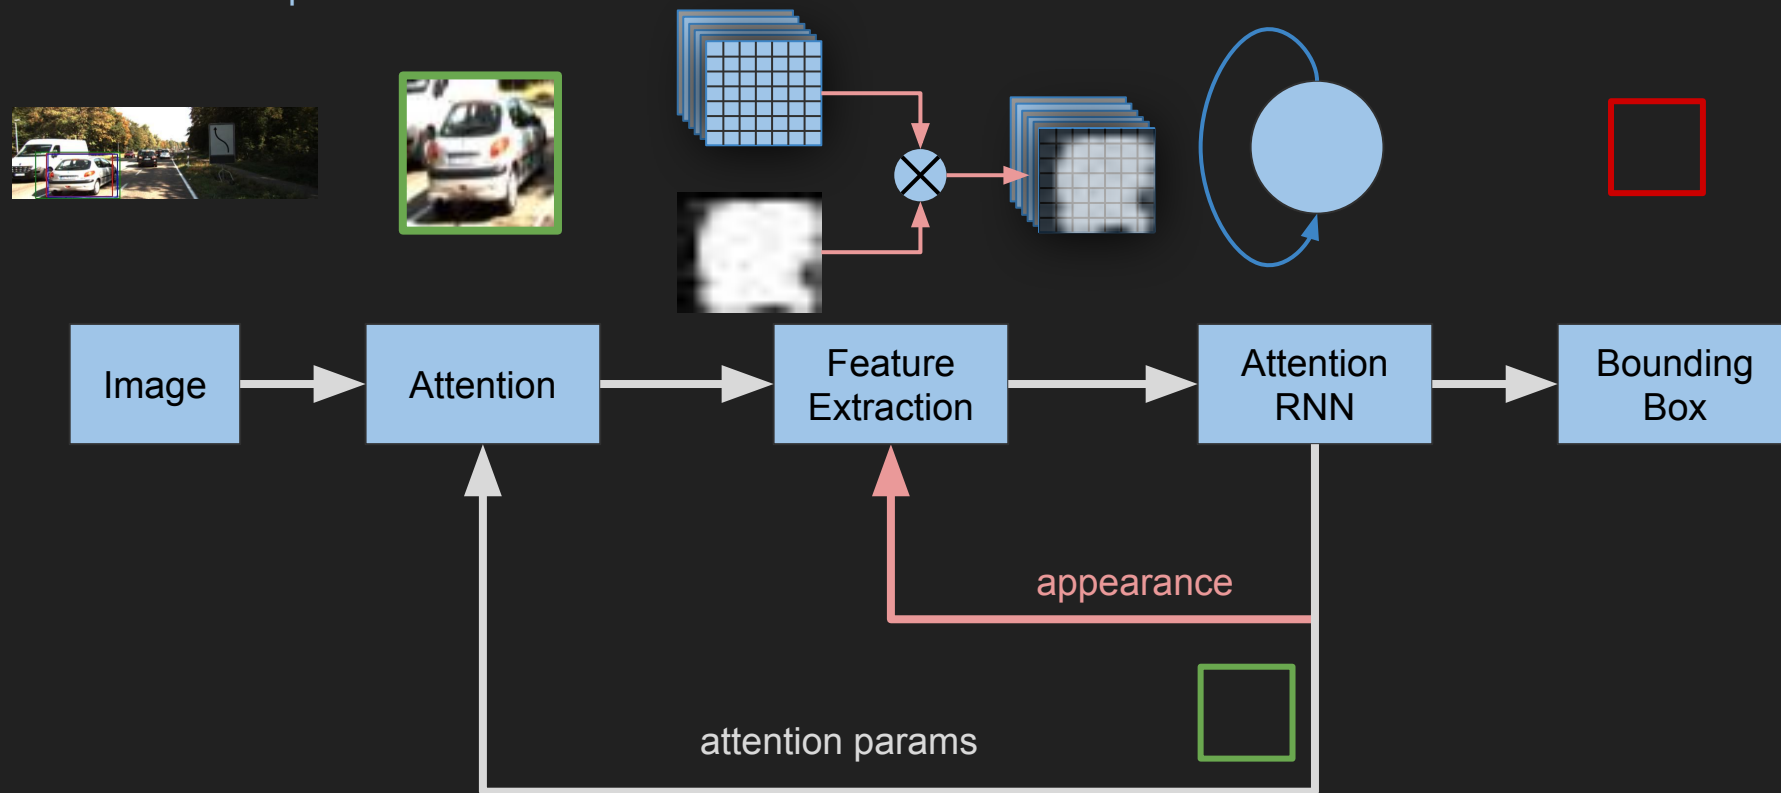 Image
Attention
Feature
Extraction
Attention
RNN
Bounding
Box
appearance
attention params